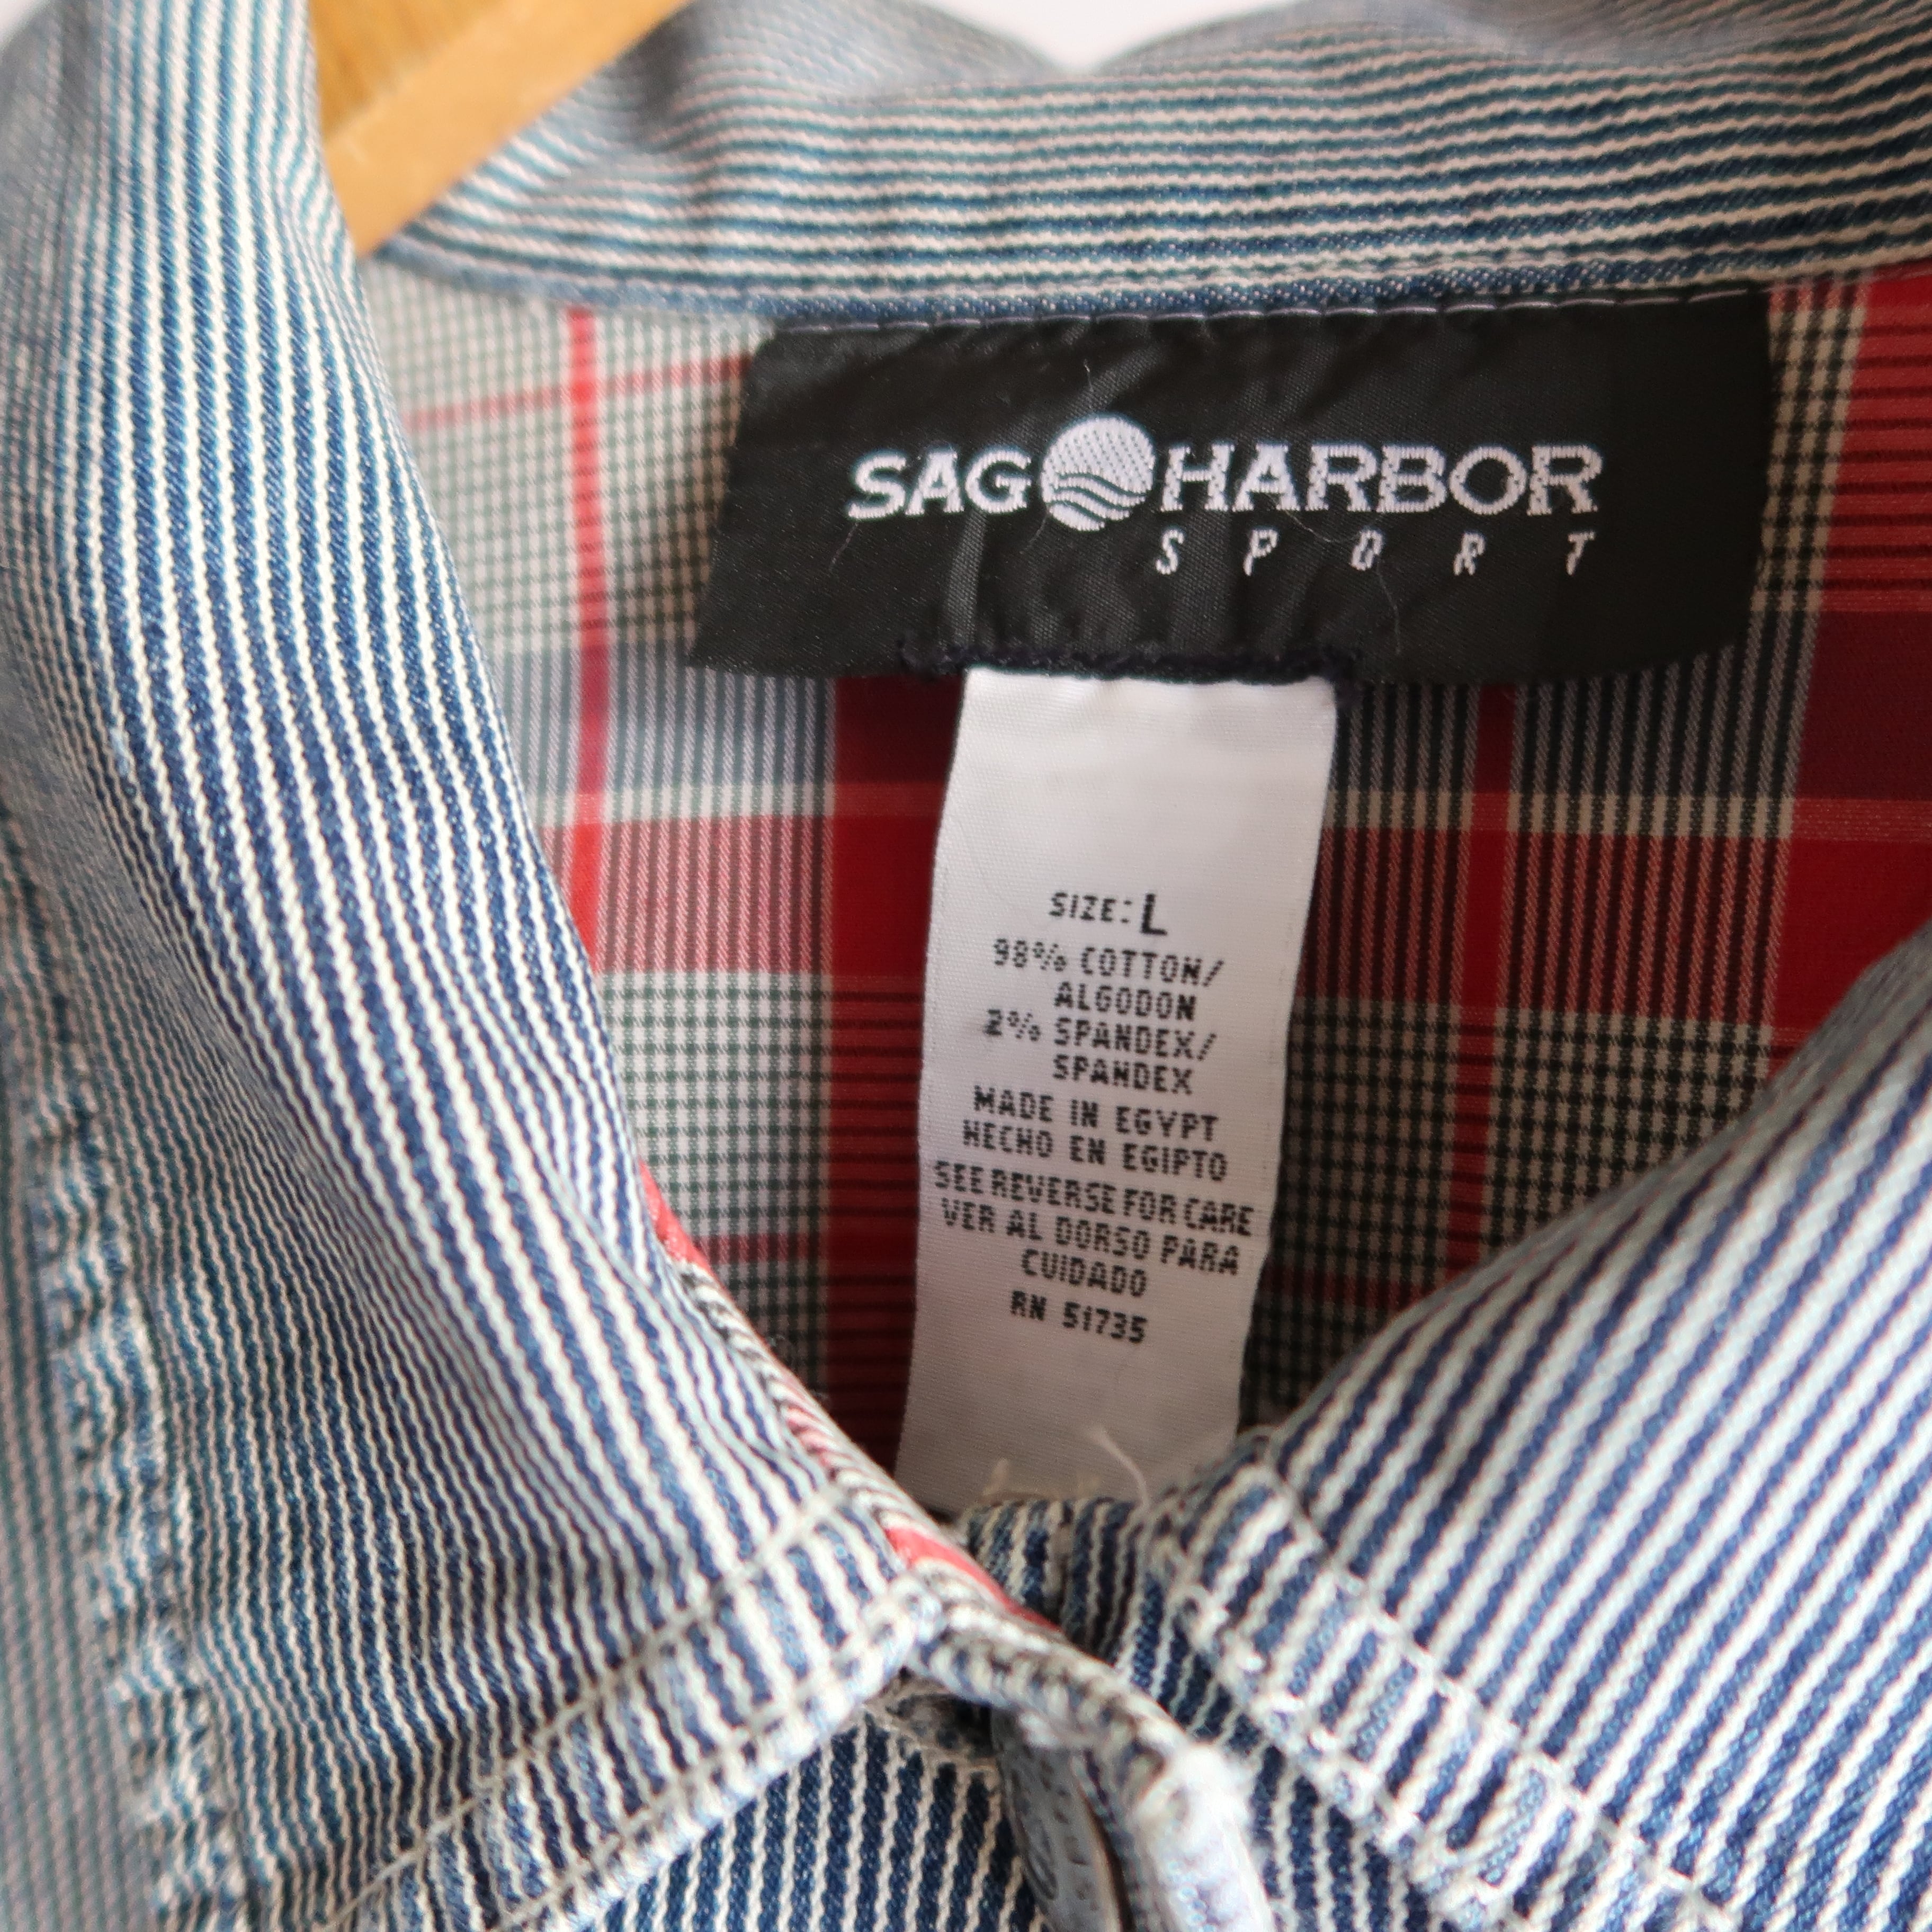 SAG HARBOR
SPORT
SIZE: L
98% COTTON/
ALGODON
2% SPANDEX/
SPANDEX
MADE IN EGYPT
HECHO EN EGIPTO
SEE REVERSE FOR CARE
VER AL DORSO PARA
CUIDADO
RN 51735